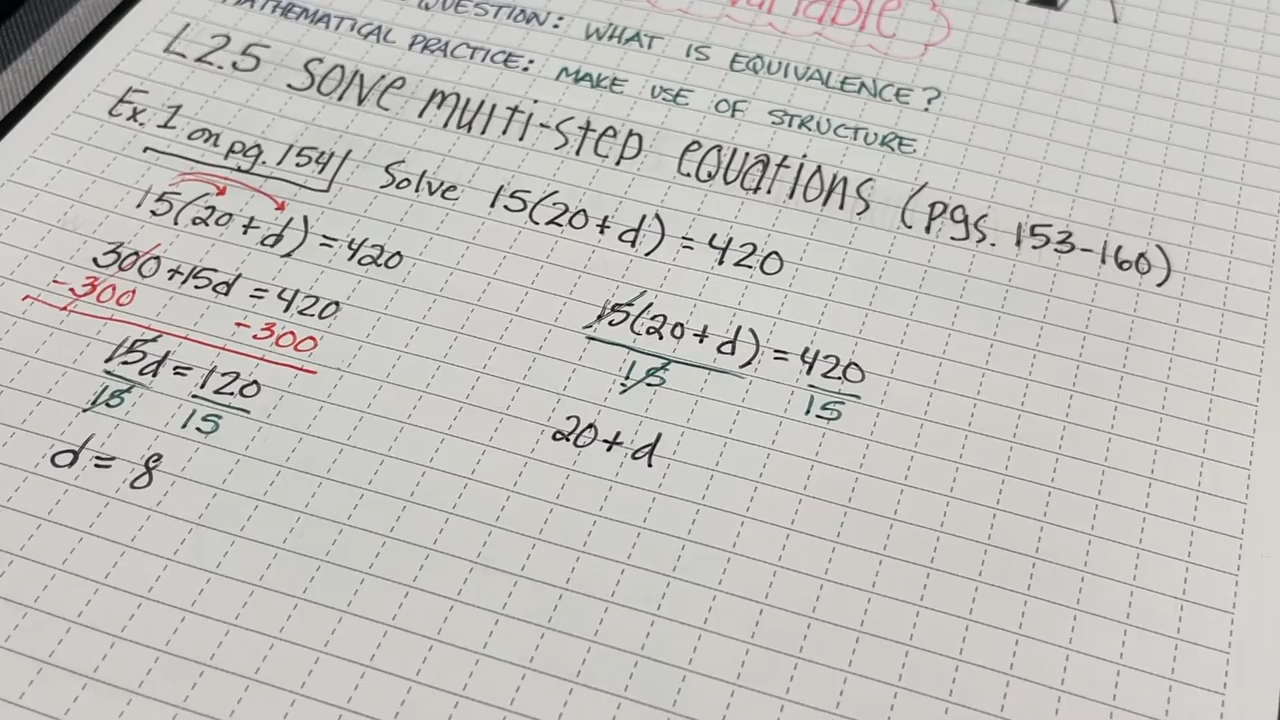 QUESTION: WHAT IS EQUIVALENCE?
MATHEMATICAL PRACTICE: MAKE USE OF STRUCTURE
L2.5 SOLVE MULTI-STEP EQUATIONS (PGS. 153-160)
Ex. 1 on pg. 154 Solve 15(20+d) = 420
15(20+d) = 420
300+15d = 420
-300 -300
15d = 120
15 15
d = 8
15(20+d) = 420
15 15
20+d